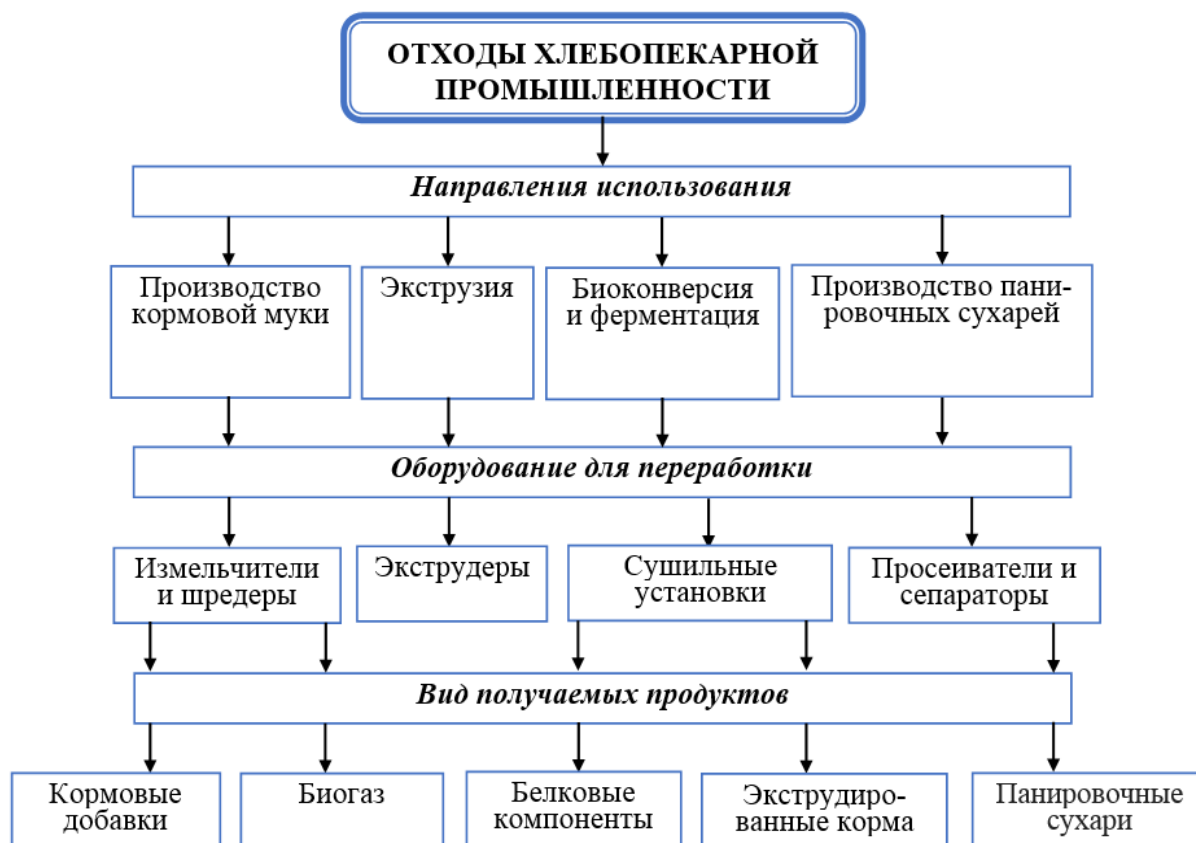 ОТХОДЫ ХЛЕБОПЕКАРНОЙ
ПРОМЫШЛЕННОСТИ
Направления использования
Производство
кормовой муки
Экструзия
Биоконверсия
и ферментация
Производство пани-
ровочных сухарей
Оборудование для переработки
Измельчители
и шредеры
Экструдеры
Сушильные
установки
Просеиватели и
сепараторы
Вид получаемых продуктов
Кормовые
добавки
Биогаз
Белковые
компоненты
Экструдиро-
ванные корма
Панировочные
сухари